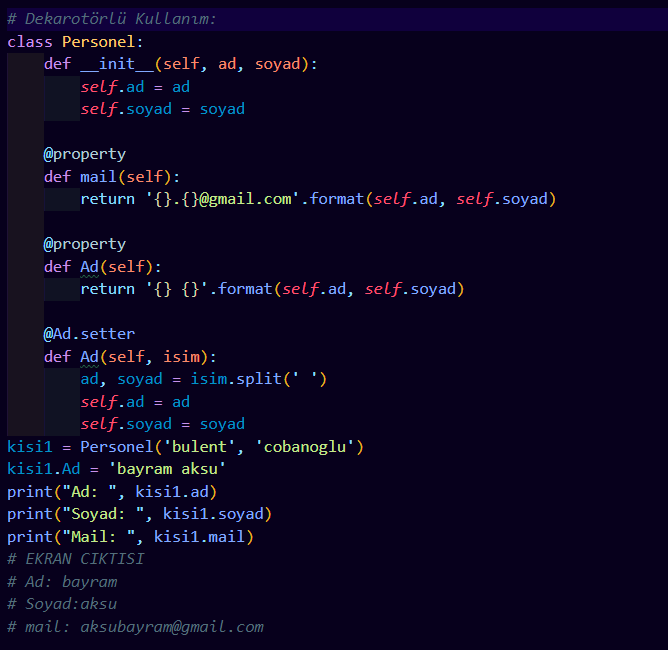 # Dekarotörlü Kullanım:
class Personel:
    def __init__(self, ad, soyad):
        self.ad = ad
        self.soyad = soyad

    @property
    def mail(self):
        return '{}.{}@gmail.com'.format(self.ad, self.soyad)

    @property
    def Ad(self):
        return '{} {}'.format(self.ad, self.soyad)

    @Ad.setter
    def Ad(self, isim):
        ad, soyad = isim.split(' ')
        self.ad = ad
        self.soyad = soyad
kisi1 = Personel('bulent', 'cobanoglu')
kisi1.Ad = 'bayram aksu'
print("Ad: ", kisi1.ad)
print("Soyad: ", kisi1.soyad)
print("Mail: ", kisi1.mail)
# EKRAN CIKTISI
# Ad: bayram
# Soyad:aksu
# mail: aksubayram@gmail.com